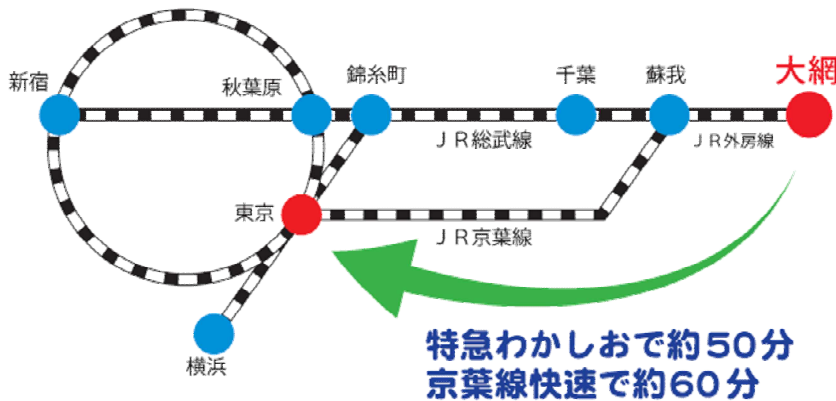 新宿
秋葉原
錦糸町
千葉
蘇我
大網
ＪＲ総武線
ＪＲ外房線
東京
ＪＲ京葉線
横浜
特急わかしおで約50分
京葉線快速で約60分